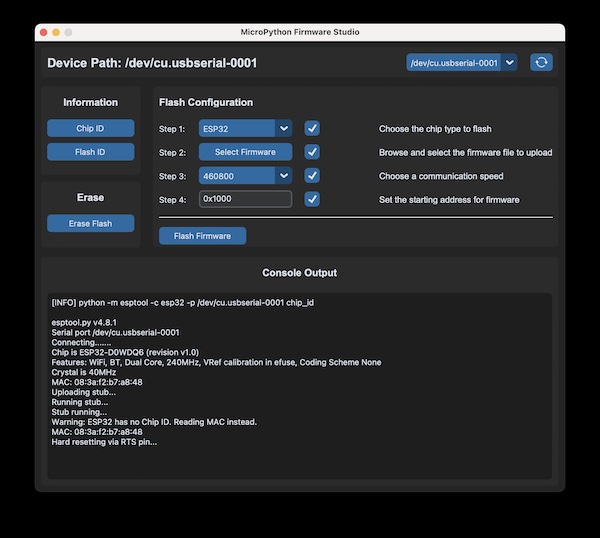 MicroPython Firmware Studio
Device Path: /dev/cu.usbserial-0001
/dev/cu.usbserial-0001
Information
Chip ID
Flash ID
Erase
Erase Flash
Flash Configuration
Step 1: ESP32 Choose the chip type to flash
Step 2: Select Firmware Browse and select the firmware file to upload
Step 3: 460800 Choose a communication speed
Step 4: 0x1000 Set the starting address for firmware
Flash Firmware
Console Output
[INFO] python -m esptool -c esp32 -p /dev/cu.usbserial-0001 chip_id
esptool.py v4.8.1
Serial port /dev/cu.usbserial-0001
Connecting.......
Chip is ESP32-D0WDQ6 (revision v1.0)
Features: WiFi, BT, Dual Core, 240MHz, VRef calibration in efuse, Coding Scheme None
Crystal is 40MHz
MAC: 08:3a:f2:b7:a8:48
Uploading stub...
Running stub...
Stub running...
Warning: ESP32 has no Chip ID. Reading MAC instead.
MAC: 08:3a:f2:b7:a8:48
Hard resetting via RTS pin...